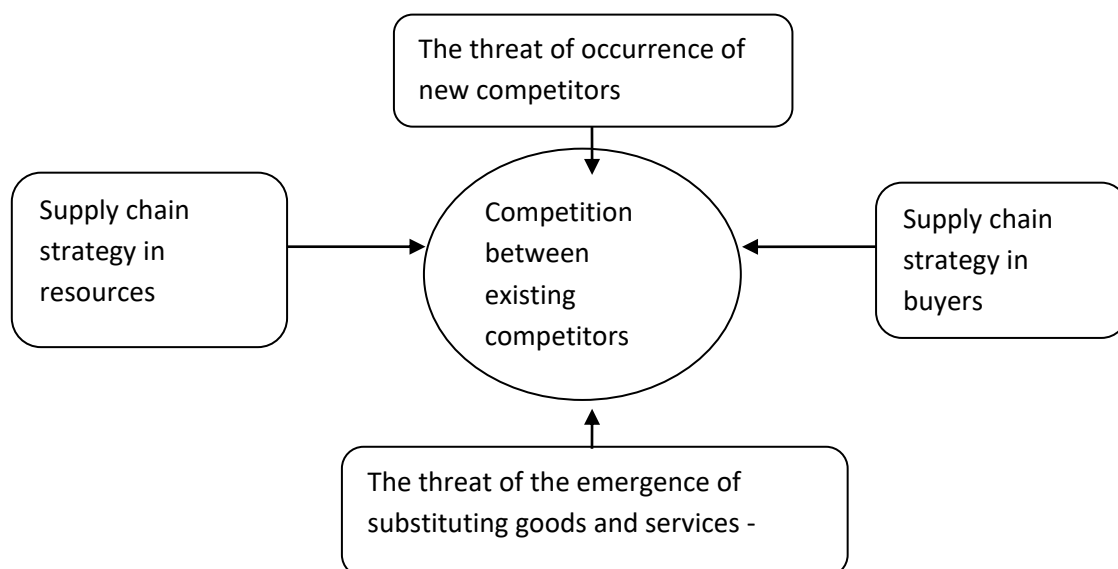 The threat of occurrence of
new competitors
Supply chain
strategy in
resources
Competition
between
existing
competitors
Supply chain
strategy in
buyers
The threat of the emergence of
substituting goods and services -